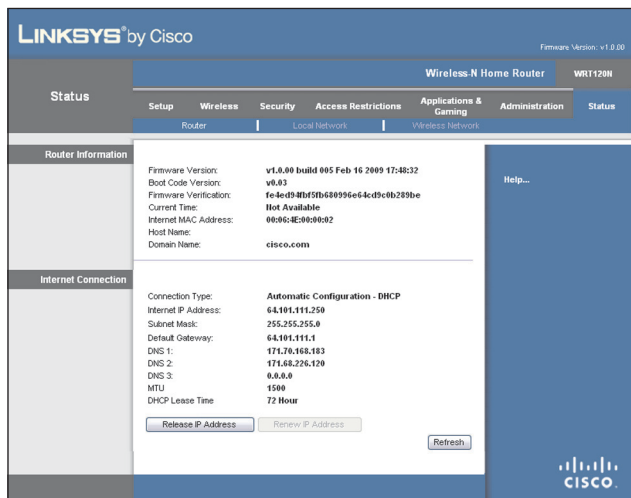 LINKSYS® by Cisco
Firmware Version: v1.0.00
Wireless-N Home Router WRT120N
Status
Setup Wireless Security Access Restrictions Applications & Gaming Administration Status
Router Local Network Wireless Network
Router Information
Firmware Version: v1.0.00 build 005 Feb 16 2009 17:48:32
Boot Code Version: v0.03
Firmware Verification: fe4ed94fbf5fb680996e64cd9c0b289be
Current Time: Not Available
Internet MAC Address: 00:06:4E:00:00:02
Host Name:
Domain Name: cisco.com
Help...
Internet Connection
Connection Type: Automatic Configuration - DHCP
Internet IP Address: 64.101.111.250
Subnet Mask: 255.255.255.0
Default Gateway: 64.101.111.1
DNS 1: 171.70.168.183
DNS 2: 171.68.226.120
DNS 3: 0.0.0.0
MTU 1500
DHCP Lease Time 72 Hour
Release IP Address Renew IP Address
Refresh
CISCO.